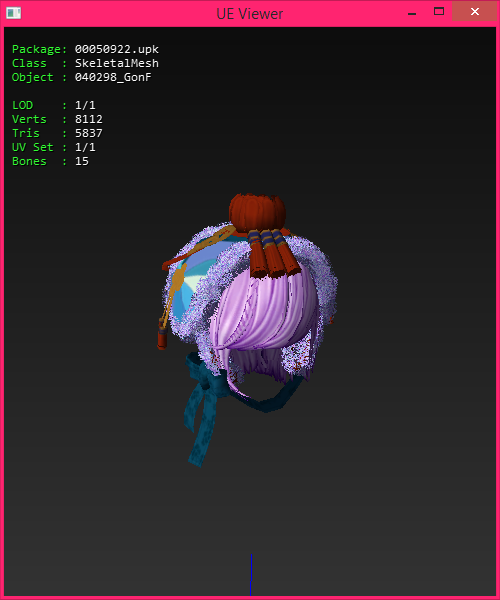 UE Viewer
Package: 00050922.upk
Class : SkeletalMesh
Object : 040298_GonF
LOD : 1/1
Verts : 8112
Tris : 5837
UV Set : 1/1
Bones : 15